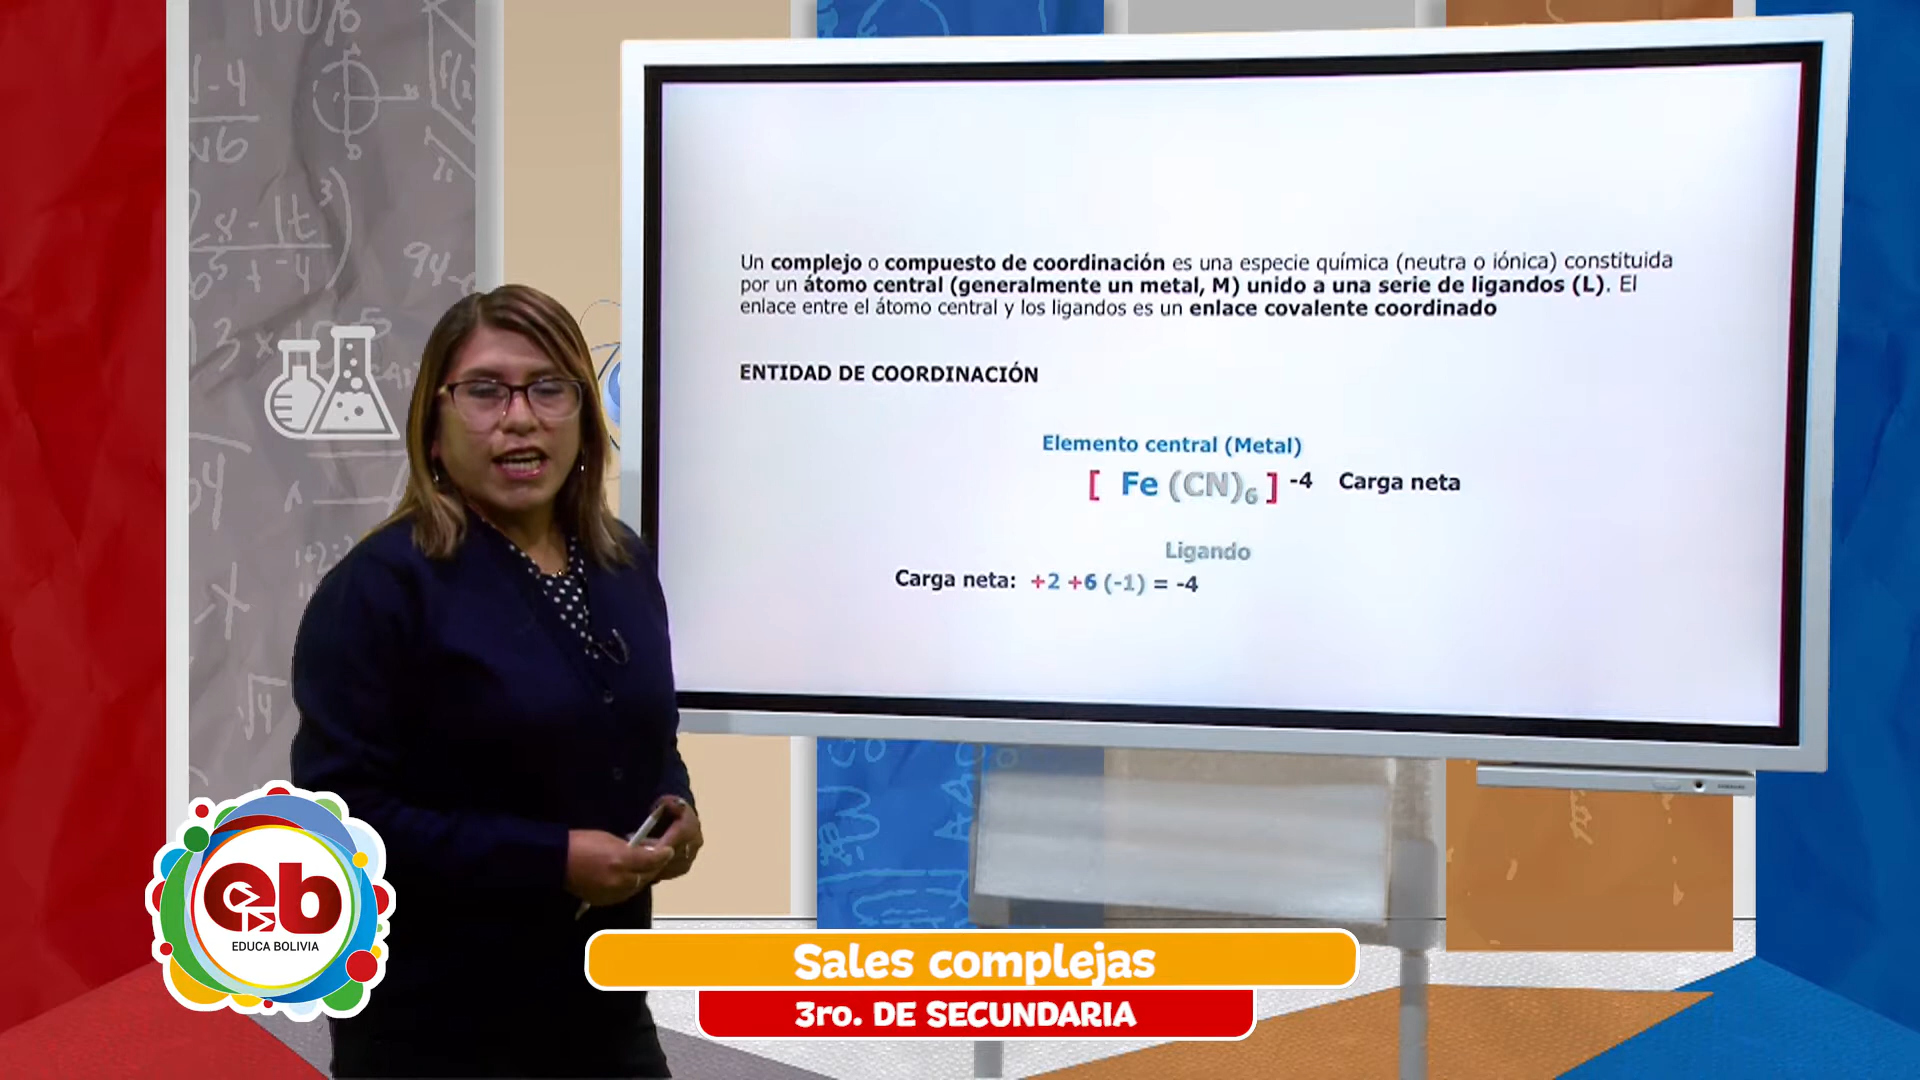 Un complejo o compuesto de coordinación es una especie química (neutra o iónica) constituida
por un átomo central (generalmente un metal, M) unido a una serie de ligandos (L). El
enlace entre el átomo central y los ligandos es un enlace covalente coordinado
ENTIDAD DE COORDINACIÓN
Elemento central (Metal)
[ Fe (CN)6 ] -4 Carga neta
Ligando
Carga neta: +2 +6 (-1) = -4
eb
EDUCA BOLIVIA
Sales complejas
3ro. DE SECUNDARIA